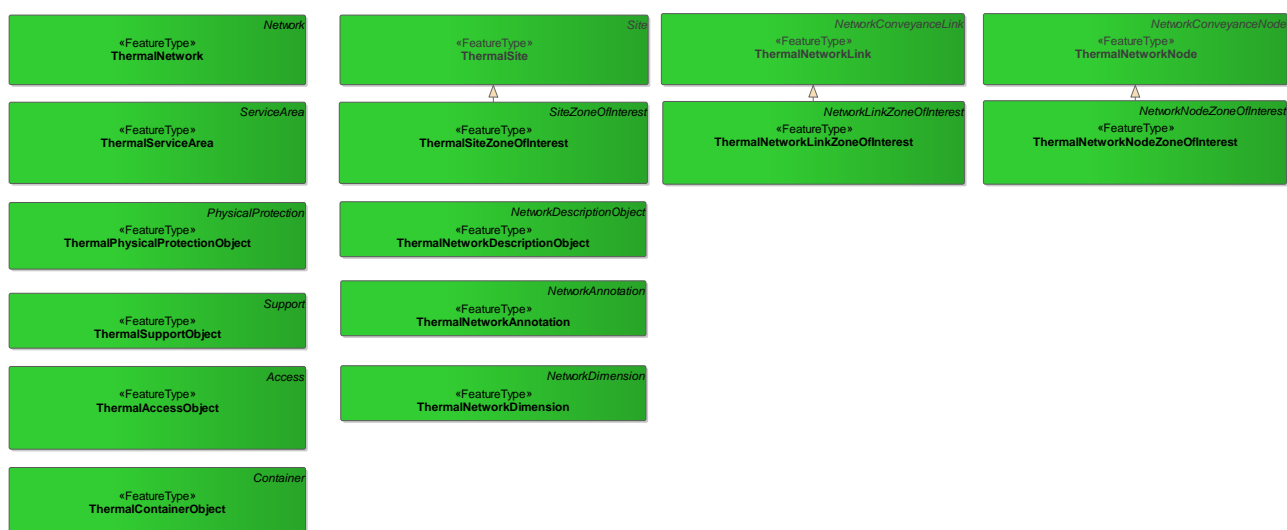 Network
«FeatureType»
ThermalNetwork
Site
«FeatureType»
ThermalSite
NetworkConveyanceLink
«FeatureType»
ThermalNetworkLink
NetworkConveyanceNode
«FeatureType»
ThermalNetworkNode
ServiceArea
«FeatureType»
ThermalServiceArea
SiteZoneOfInterest
«FeatureType»
ThermalSiteZoneOfInterest
NetworkLinkZoneOfInterest
«FeatureType»
ThermalNetworkLinkZoneOfInterest
NetworkNodeZoneOfInterest
«FeatureType»
ThermalNetworkNodeZoneOfInterest
PhysicalProtection
«FeatureType»
ThermalPhysicalProtectionObject
NetworkDescriptionObject
«FeatureType»
ThermalNetworkDescriptionObject
Support
«FeatureType»
ThermalSupportObject
NetworkAnnotation
«FeatureType»
ThermalNetworkAnnotation
Access
«FeatureType»
ThermalAccessObject
NetworkDimension
«FeatureType»
ThermalNetworkDimension
Container
«FeatureType»
ThermalContainerObject